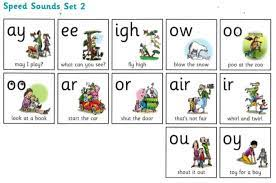 Speed Sounds Set 2
ay ee igh ow oo
may I play? what can you see? fly high blow the snow poo at the zoo
oo ar or air ir
look at a book start the car shut the door that's not fair whirl and twirl
ou oy
shout it out toy for a boy